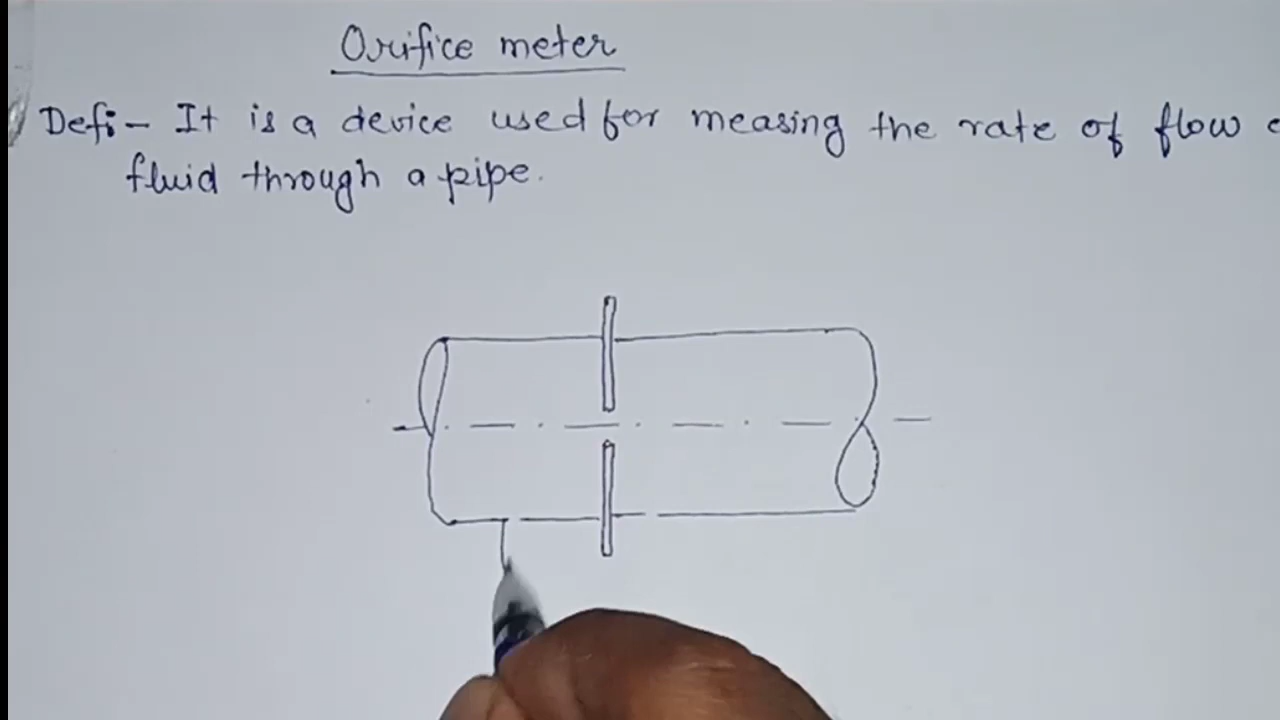 Orifice meter
Defi:- It is a device used for measing the rate of flow
fluid through a pipe.